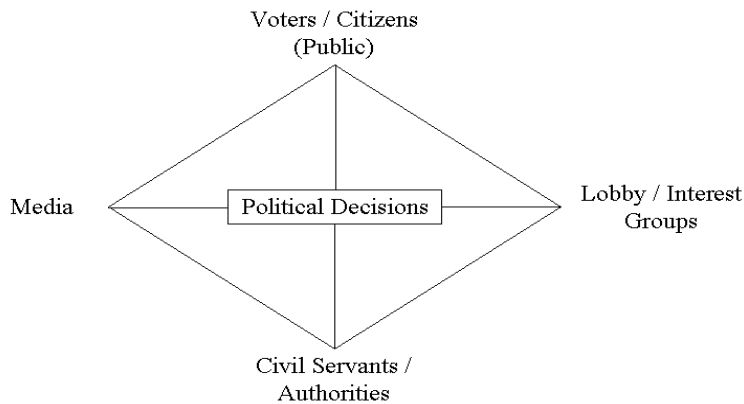 Voters / Citizens
(Public)
Media
Political Decisions
Lobby / Interest
Groups
Civil Servants /
Authorities